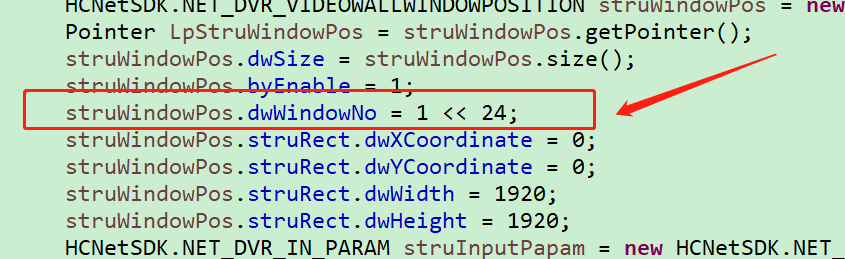 HCNetSDK.NET_DVR_VIDEOWALLWINDOWPOSITION struWindowPos = new
Pointer LpStruWindowPos = struWindowPos.getPointer();
struWindowPos.dwSize = struWindowPos.size();
struWindowPos.byEnable = 1;
struWindowPos.dwWindowNo = 1 << 24;
struWindowPos.struRect.dwXCoordinate = 0;
struWindowPos.struRect.dwYCoordinate = 0;
struWindowPos.struRect.dwWidth = 1920;
struWindowPos.struRect.dwHeight = 1920;
HCNetSDK.NET_DVR_IN_PARAM struInputPapam = new HCNetSDK.NET_